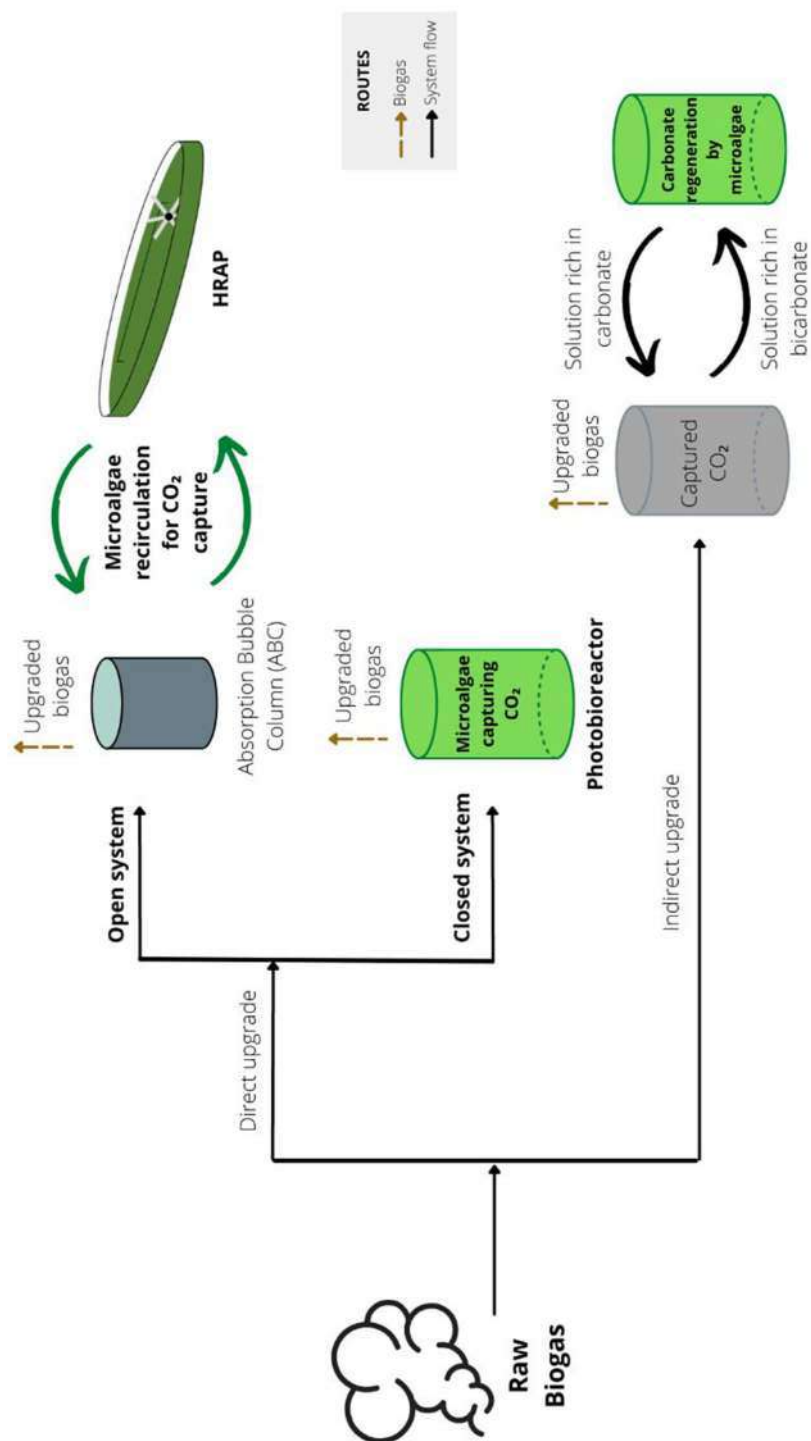 Raw
Biogas
Direct upgrade
Indirect upgrade
Open system
Closed system
Upgraded
biogas
Absorption Bubble
Column (ABC)
Microalgae
recirculation
for CO₂
capture
HRAP
Upgraded
biogas
Microalgae
capturing
CO₂
Photobioreactor
Upgraded
biogas
Captured
CO₂
Solution rich in
carbonate
Solution rich in
bicarbonate
Carbonate
regeneration
by
microalgae
ROUTES
Biogas
System flow